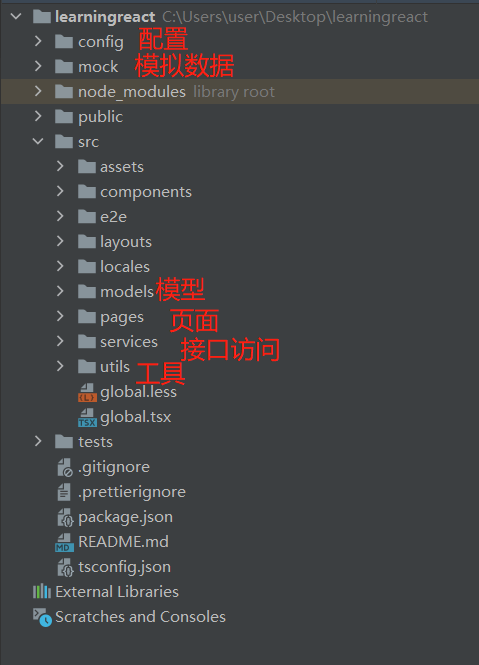 learningreact C:\Users\user\Desktop\learningreact
config 配置
mock 模拟数据
node_modules library root
public
src
assets
components
e2e
layouts
locales
models 模型
pages 页面
services 接口访问
utils 工具
global.less
global.tsx
tests
.gitignore
.prettierignore
package.json
README.md
tsconfig.json
External Libraries
Scratches and Consoles